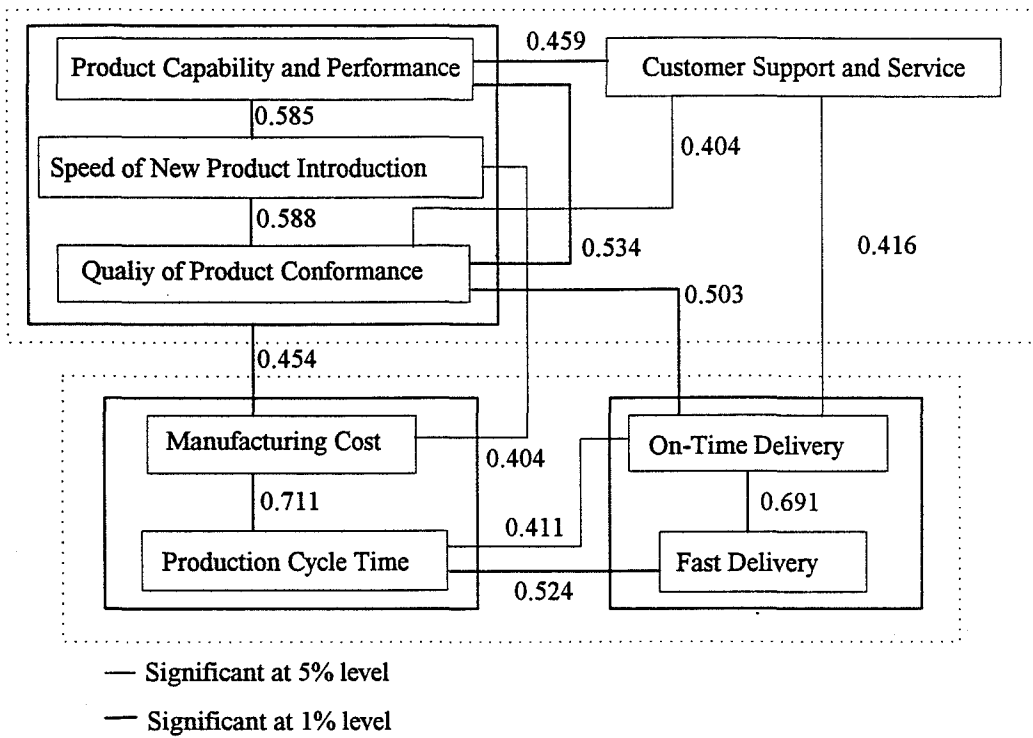 0.459
Product Capability and Performance
Customer Support and Service
0.585
0.404
Speed of New Product Introduction
0.588
0.534
0.416
Qualiy of Product Conformance
0.503
0.454
Manufacturing Cost
On-Time Delivery
0.404
0.711
0.691
0.411
Production Cycle Time
Fast Delivery
0.524
— Significant at 5% level
— Significant at 1% level